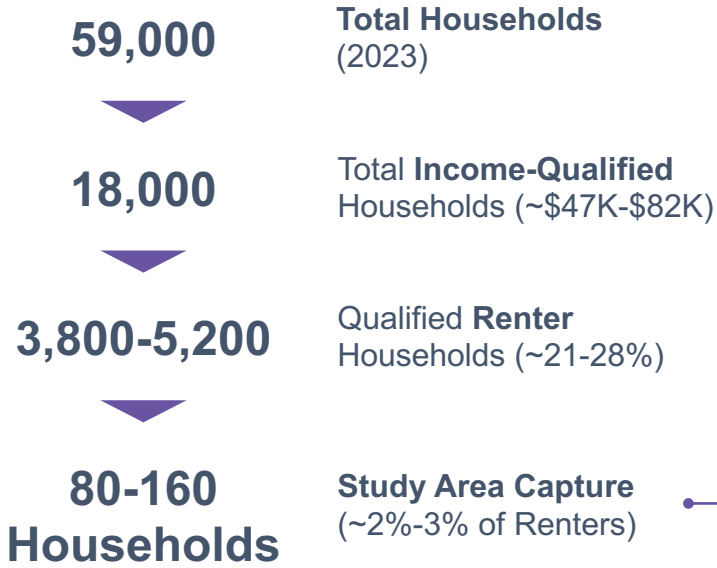 59,000
Total Households
(2023)
18,000
Total Income-Qualified
Households (~$47K-$82K)
3,800-5,200
Qualified Renter
Households (~21-28%)
80-160
Households
Study Area Capture
(~2%-3% of Renters)